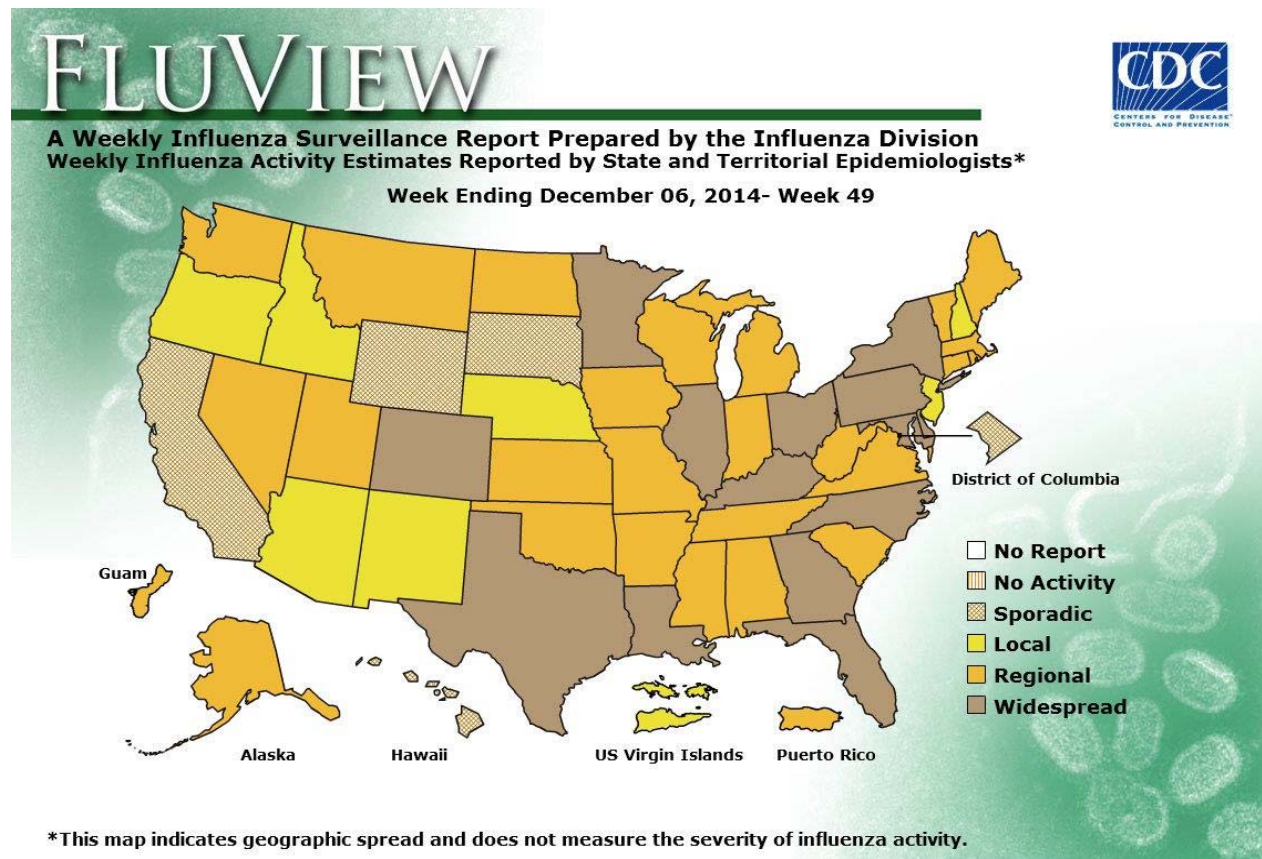 FLUVIEW
CDC
CENTERS FOR DISEASE
CONTROL AND PREVENTION
A Weekly Influenza Surveillance Report Prepared by the Influenza Division
Weekly Influenza Activity Estimates Reported by State and Territorial Epidemiologists*
Week Ending December 06, 2014- Week 49
District of Columbia
No Report
No Activity
Sporadic
Local
Regional
Widespread
Guam
Alaska
Hawaii
US Virgin Islands
Puerto Rico
*This map indicates geographic spread and does not measure the severity of influenza activity.